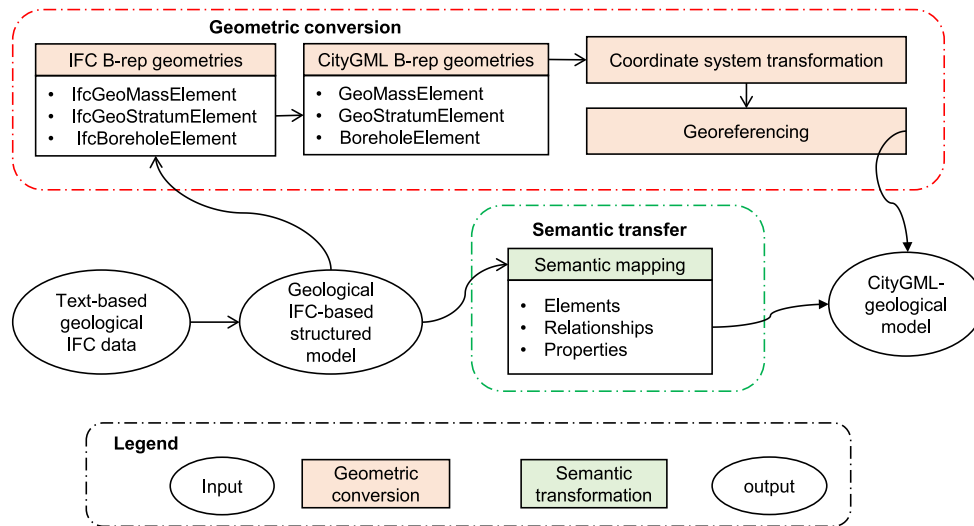 Geometric conversion
IFC B-rep geometries
• IfcGeoMassElement
• IfcGeoStratumElement
• IfcBoreholeElement
CityGML B-rep geometries
• GeoMassElement
• GeoStratumElement
• BoreholeElement
Coordinate system transformation
Georeferencing
Text-based
geological
IFC data
Geological
IFC-based
structured
model
Semantic transfer
Semantic mapping
• Elements
• Relationships
• Properties
CityGML-
geological
model
Legend
Input
Geometric
conversion
Semantic
transformation
output